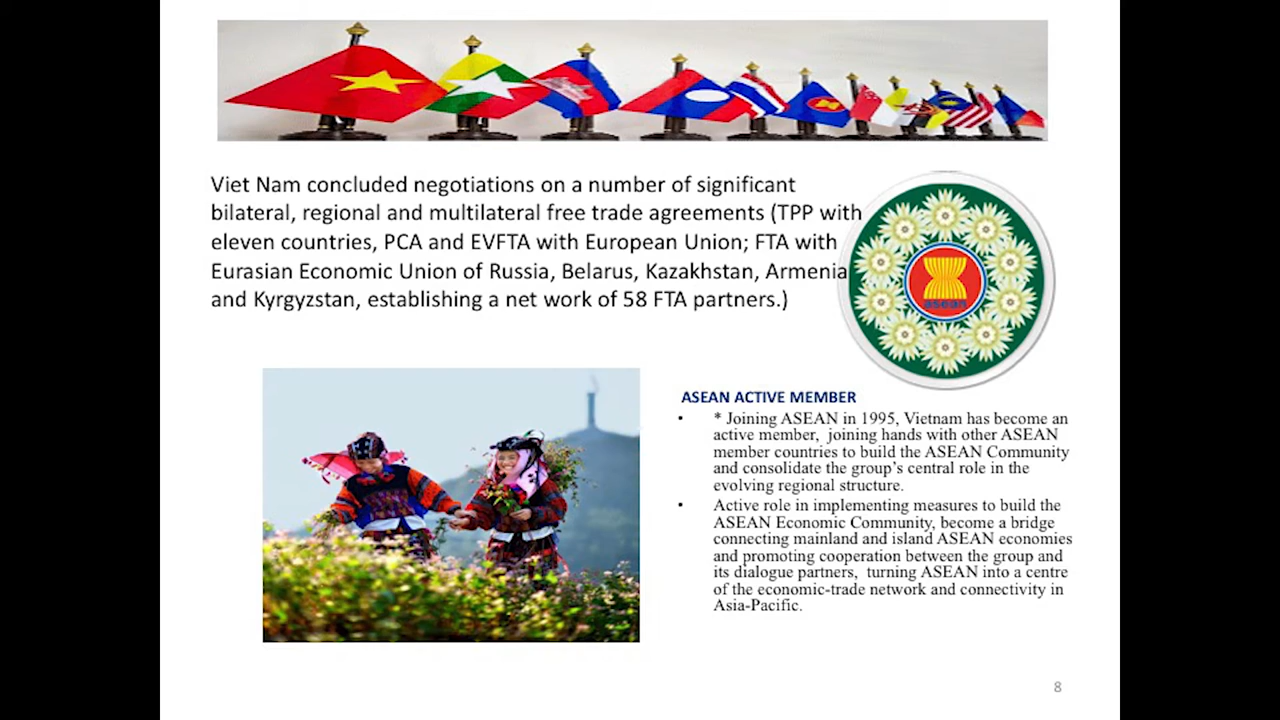 Viet Nam concluded negotiations on a number of significant
bilateral, regional and multilateral free trade agreements (TPP with
eleven countries, PCA and EVFTA with European Union; FTA with
Eurasian Economic Union of Russia, Belarus, Kazakhstan, Armenia
and Kyrgyzstan, establishing a net work of 58 FTA partners.)
asean
ASEAN ACTIVE MEMBER
• * Joining ASEAN in 1995, Vietnam has become an
active member, joining hands with other ASEAN
member countries to build the ASEAN Community
and consolidate the group's central role in the
evolving regional structure.
• Active role in implementing measures to build the
ASEAN Economic Community, become a bridge
connecting mainland and island ASEAN economies
and promoting cooperation between the group and
its dialogue partners, turning ASEAN into a centre
of the economic-trade network and connectivity in
Asia-Pacific.
8